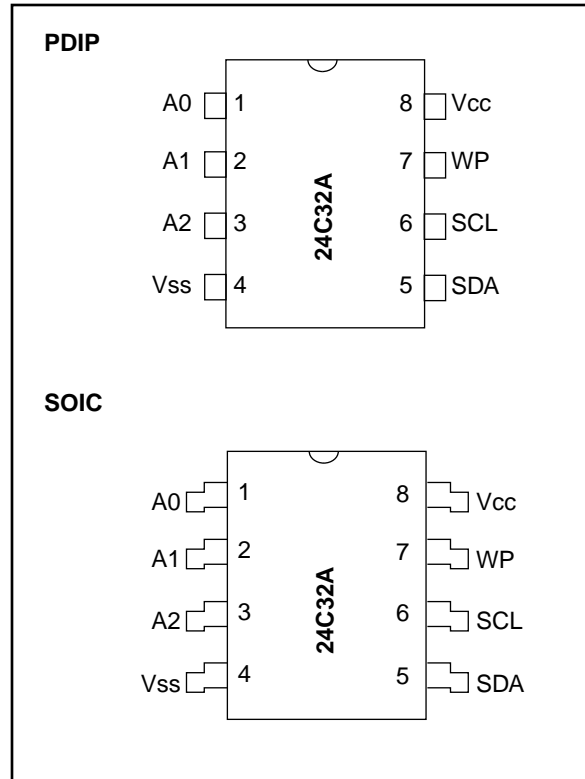 PDIP
A0 1 8 Vcc
A1 2 7 WP
A2 3 6 SCL
Vss 4 5 SDA
24C32A
SOIC
A0 1 8 Vcc
A1 2 7 WP
A2 3 6 SCL
Vss 4 5 SDA
24C32A